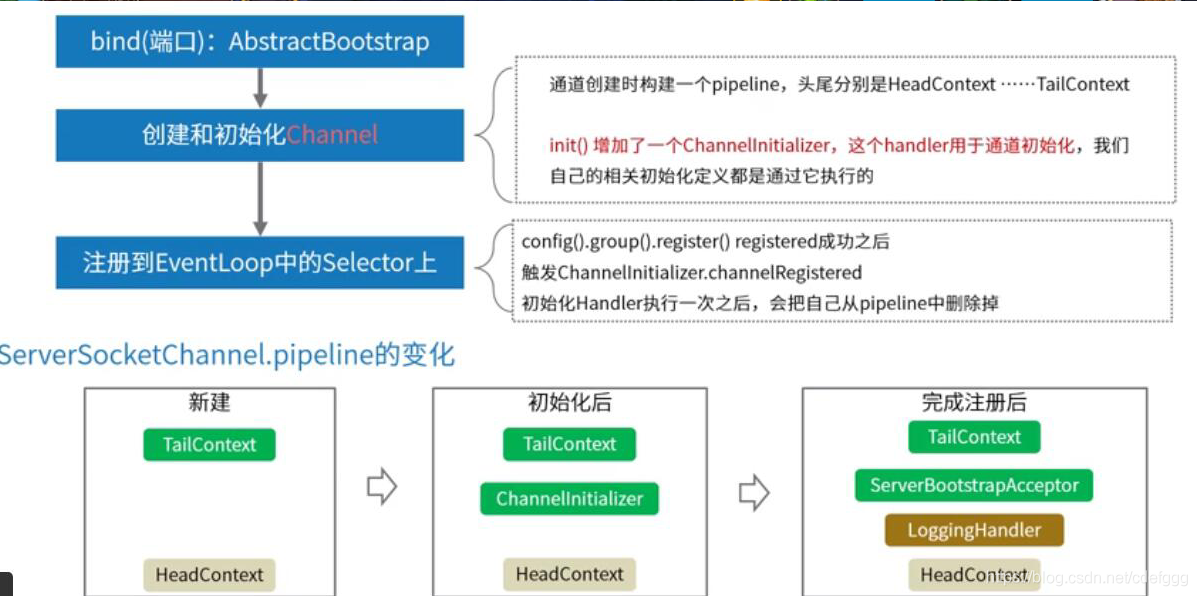 bind(端口)：AbstractBootstrap
创建和初始化Channel
通道创建时构建一个pipeline，头尾分别是HeadContext ……TailContext
init() 增加了一个ChannelInitializer，这个handler用于通道初始化，我们
自己的相关初始化定义都是通过它执行的
注册到EventLoop中的Selector上
config().group().register() registered成功之后
触发ChannelInitializer.channelRegistered
初始化Handler执行一次之后，会把自己从pipeline中删除掉
ServerSocketChannel.pipeline的变化
新建
TailContext
HeadContext
初始化后
TailContext
ChannelInitializer
HeadContext
完成注册后
TailContext
ServerBootstrapAcceptor
LoggingHandler
HeadContext
https://blog.csdn.net/cdefggg